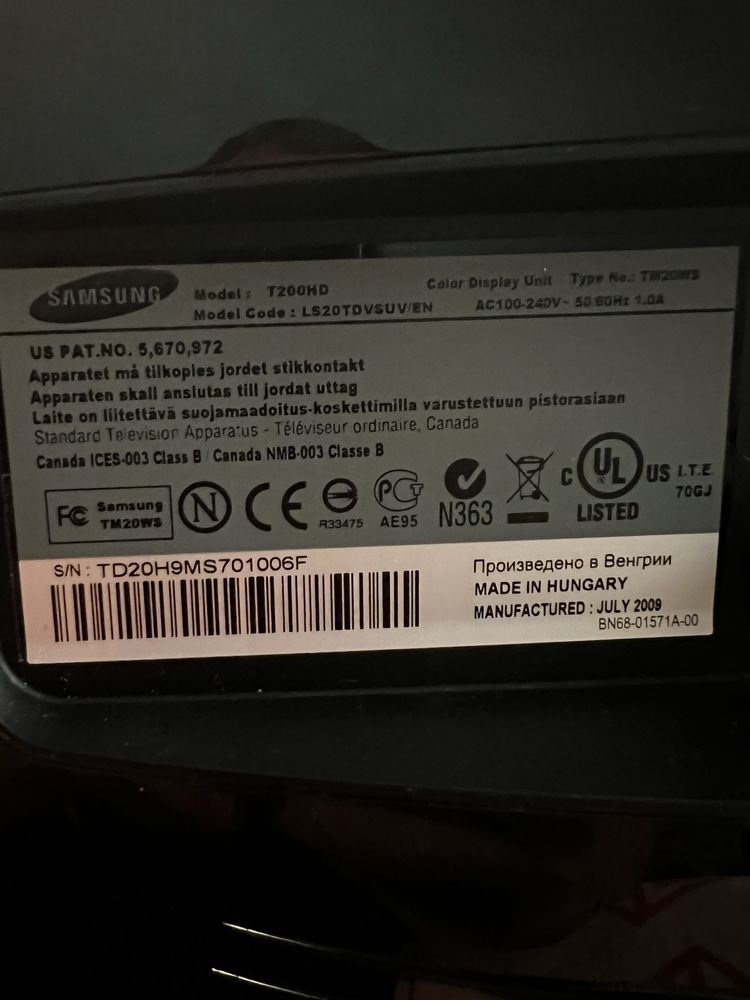 SAMSUNG
Model : T200HD
Model Code : LS20TDVSUV/EN
Color Display Unit Type No.: TM20WS
AC100-240V~ 50/60Hz 1.0A
US PAT.NO. 5,670,972
Apparatet må tilkoples jordet stikkontakt
Apparaten skall anslutas till jordat uttag
Laite on liitettävä suojamaadoitus-koskettimilla varustettuun pistorasiaan
Standard Television Apparatus - Téléviseur ordinaire, Canada
Canada ICES-003 Class B / Canada NMB-003 Classe B
FC Samsung
TM20WS
N
CE
R33475
РСТ
AE95
N363
C UL US
LISTED
I.T.E.
70GJ
S/N : TD20H9MS701006F
Произведено в Венгрии
MADE IN HUNGARY
MANUFACTURED : JULY 2009
BN68-01571A-00